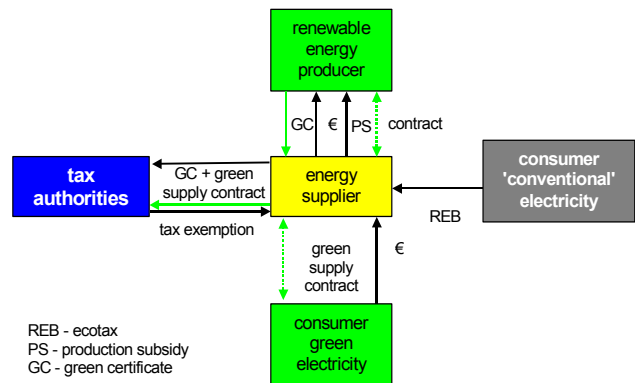 renewable
energy
producer
GC
€
PS
contract
tax
authorities
GC + green
supply contract
tax exemption
energy
supplier
REB
consumer
'conventional'
electricity
green
supply
contract
€
consumer
green
electricity
REB - ecotax
PS - production subsidy
GC - green certificate